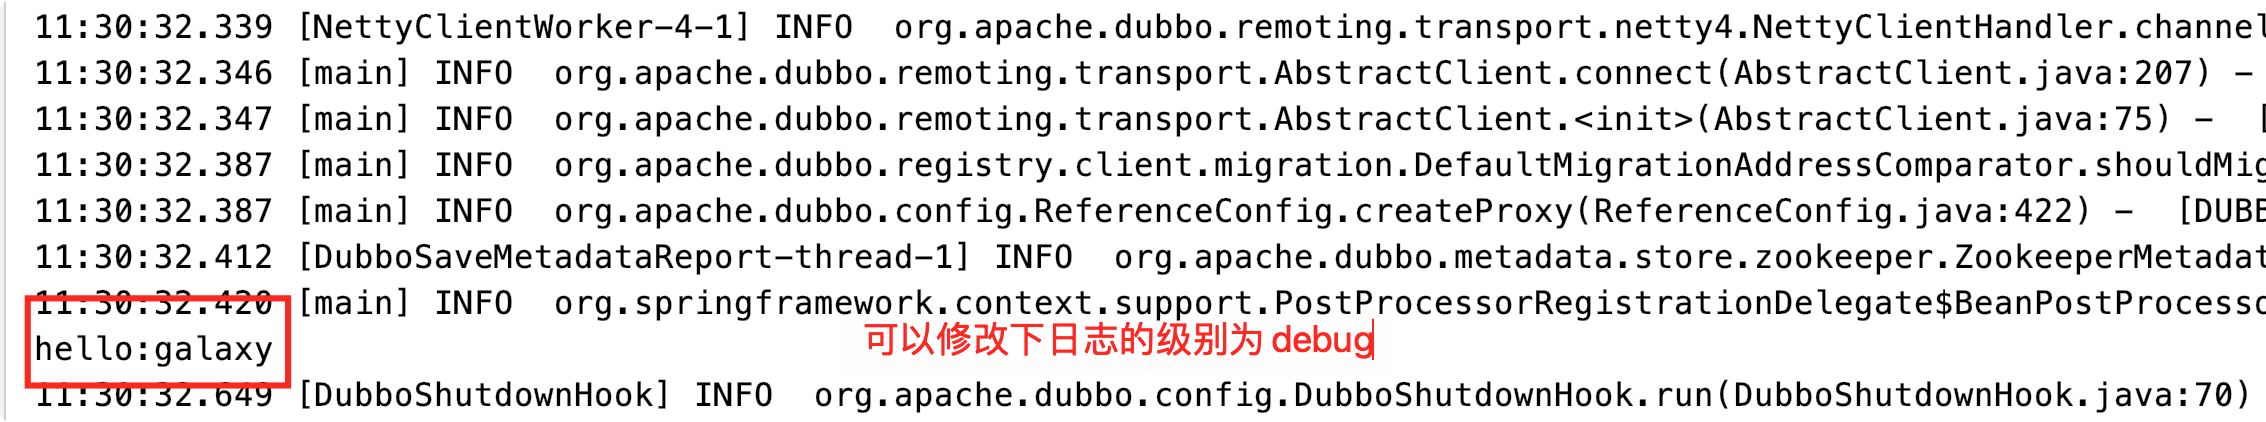 11:30:32.339 [NettyClientWorker-4-1] INFO  org.apache.dubbo.remoting.transport.netty4.NettyClientHandler.channel
11:30:32.346 [main] INFO  org.apache.dubbo.remoting.transport.AbstractClient.connect(AbstractClient.java:207) -
11:30:32.347 [main] INFO  org.apache.dubbo.remoting.transport.AbstractClient.<init>(AbstractClient.java:75) -  [
11:30:32.387 [main] INFO  org.apache.dubbo.registry.client.migration.DefaultMigrationAddressComparator.shouldMig
11:30:32.387 [main] INFO  org.apache.dubbo.config.ReferenceConfig.createProxy(ReferenceConfig.java:422) -  [DUBB
11:30:32.412 [DubboSaveMetadataReport-thread-1] INFO  org.apache.dubbo.metadata.store.zookeeper.ZookeeperMetadat
11:30:32.420 [main] INFO  org.springframework.context.support.PostProcessorRegistrationDelegate$BeanPostProcesso
hello:galaxy
可以修改下日志的级别为 debug
11:30:32.649 [DubboShutdownHook] INFO  org.apache.dubbo.config.DubboShutdownHook.run(DubboShutdownHook.java:70)